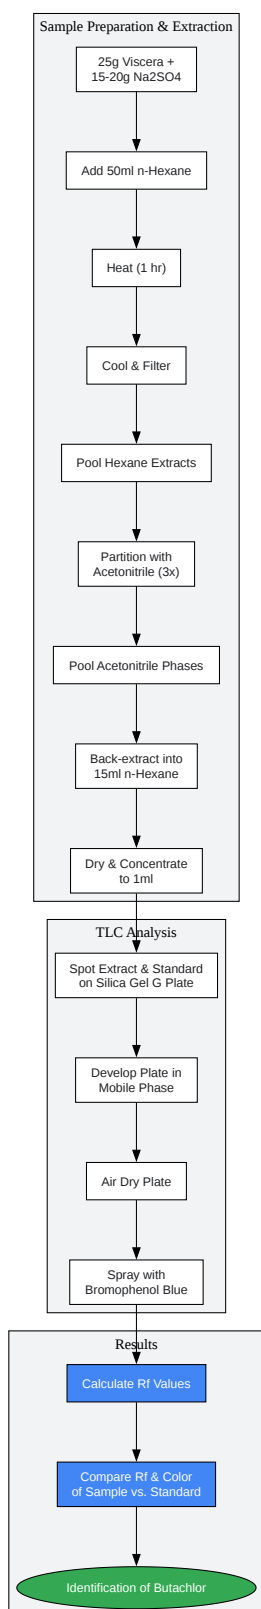 Sample Preparation & Extraction
25g Viscera +
15-20g Na2SO4
Add 50ml n-Hexane
Heat (1 hr)
Cool & Filter
Pool Hexane Extracts
Partition with
Acetonitrile (3x)
Pool Acetonitrile Phases
Back-extract into
15ml n-Hexane
Dry & Concentrate
to 1ml
TLC Analysis
Spot Extract & Standard
on Silica Gel G Plate
Develop Plate in
Mobile Phase
Air Dry Plate
Spray with
Bromophenol Blue
Results
Calculate Rf Values
Compare Rf & Color
of Sample vs. Standard
Identification of Butachlor